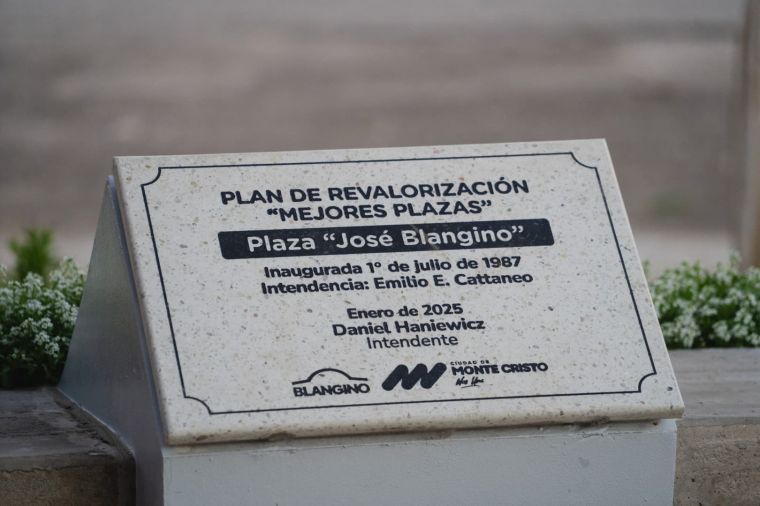 PLAN DE REVALORIZACIÓN
“MEJORES PLAZAS”
Plaza “José Blangino”
Inaugurada 1° de julio de 1987
Intendencia: Emilio E. Cattaneo
Enero de 2025
Daniel Haniewicz
Intendente
BLANGINO
CIUDAD DE
MONTE CRISTO